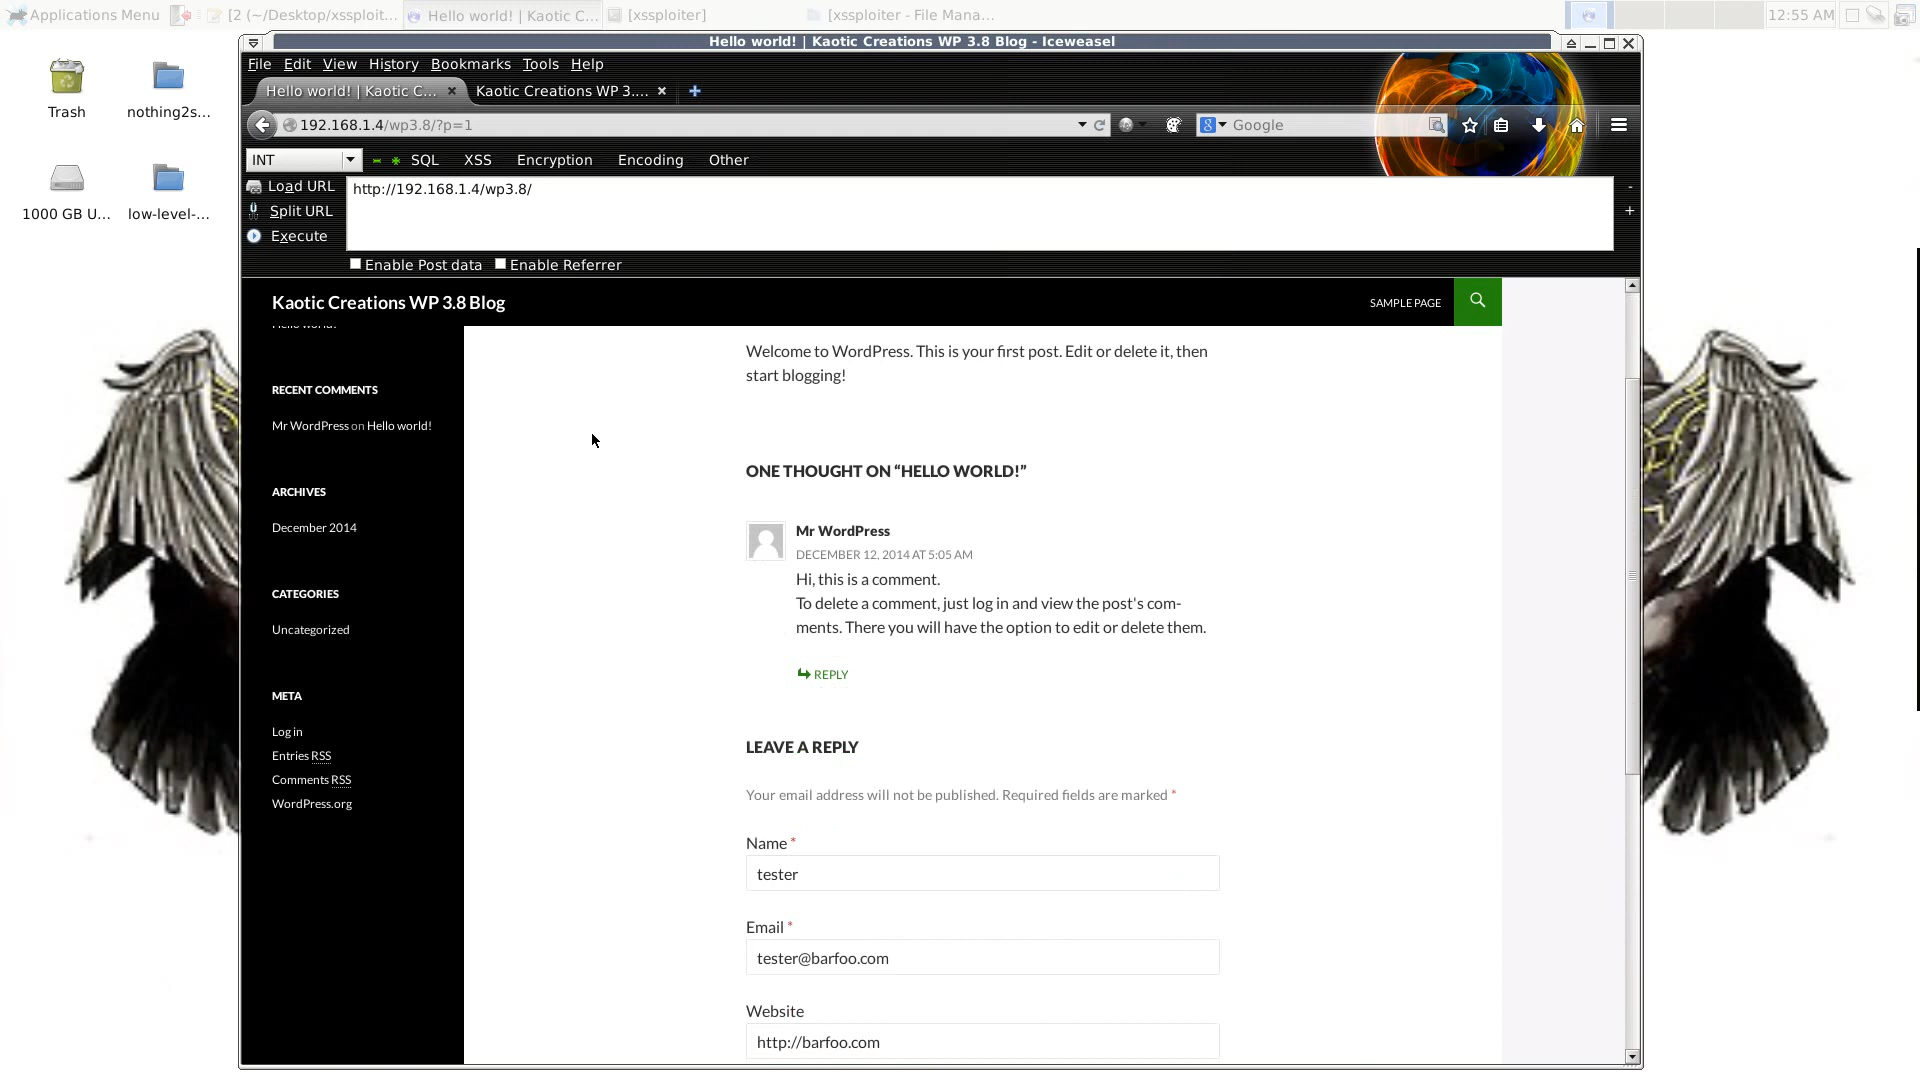 Applications Menu
[2 (~/Desktop/xssploit...
Hello world! | Kaotic C...
[xssploiter]
[xssploiter - File Mana...
12:55 AM
Trash
nothing2s...
1000 GB U...
low-level-...
Hello world! | Kaotic Creations WP 3.8 Blog - Iceweasel
File Edit View History Bookmarks Tools Help
Hello world! | Kaotic C...
Kaotic Creations WP 3....
192.168.1.4/wp3.8/?p=1
Google
INT
SQL XSS Encryption Encoding Other
Load URL
http://192.168.1.4/wp3.8/
Split URL
Execute
Enable Post data
Enable Referrer
Kaotic Creations WP 3.8 Blog
SAMPLE PAGE
Hello world!
RECENT COMMENTS
Mr WordPress on Hello world!
ARCHIVES
December 2014
CATEGORIES
Uncategorized
META
Log in
Entries RSS
Comments RSS
WordPress.org
Welcome to WordPress. This is your first post. Edit or delete it, then
start blogging!
ONE THOUGHT ON “HELLO WORLD!”
Mr WordPress
DECEMBER 12, 2014 AT 5:05 AM
Hi, this is a comment.
To delete a comment, just log in and view the post's com-
ments. There you will have the option to edit or delete them.
REPLY
LEAVE A REPLY
Your email address will not be published. Required fields are marked *
Name *
tester
Email *
tester@barfoo.com
Website
http://barfoo.com